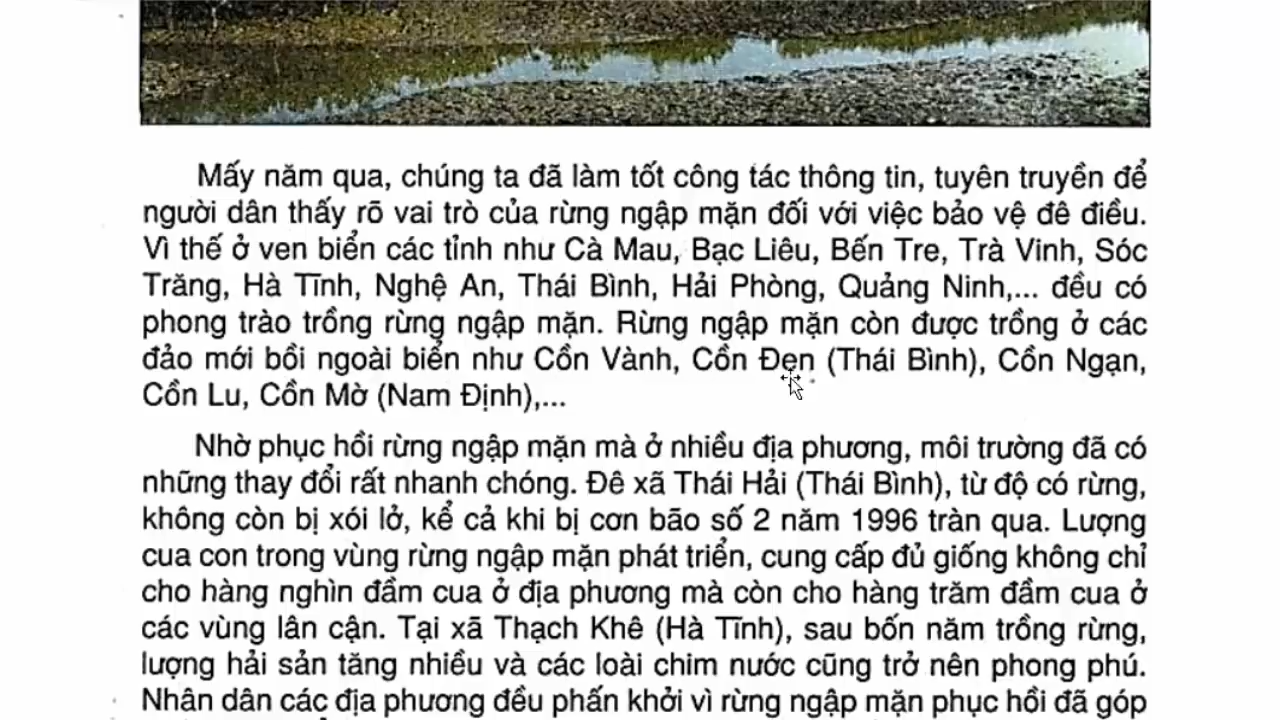 Mấy năm qua, chúng ta đã làm tốt công tác thông tin, tuyên truyền để
người dân thấy rõ vai trò của rừng ngập mặn đối với việc bảo vệ đê điều.
Vì thế ở ven biển các tỉnh như Cà Mau, Bạc Liêu, Bến Tre, Trà Vinh, Sóc
Trăng, Hà Tĩnh, Nghệ An, Thái Bình, Hải Phòng, Quảng Ninh,... đều có
phong trào trồng rừng ngập mặn. Rừng ngập mặn còn được trồng ở các
đảo mới bồi ngoài biển như Cồn Vành, Cồn Đen (Thái Bình), Cồn Ngạn,
Cồn Lu, Cồn Mờ (Nam Định),...
Nhờ phục hồi rừng ngập mặn mà ở nhiều địa phương, môi trường đã có
những thay đổi rất nhanh chóng. Đê xã Thái Hải (Thái Bình), từ độ có rừng,
không còn bị xói lở, kể cả khi bị cơn bão số 2 năm 1996 tràn qua. Lượng
cua con trong vùng rừng ngập mặn phát triển, cung cấp đủ giống không chỉ
cho hàng nghìn đầm cua ở địa phương mà còn cho hàng trăm đầm cua ở
các vùng lân cận. Tại xã Thạch Khê (Hà Tĩnh), sau bốn năm trồng rừng,
lượng hải sản tăng nhiều và các loài chim nước cũng trở nên phong phú.
Nhân dân các địa phương đều phấn khởi vì rừng ngập mặn phục hồi đã góp